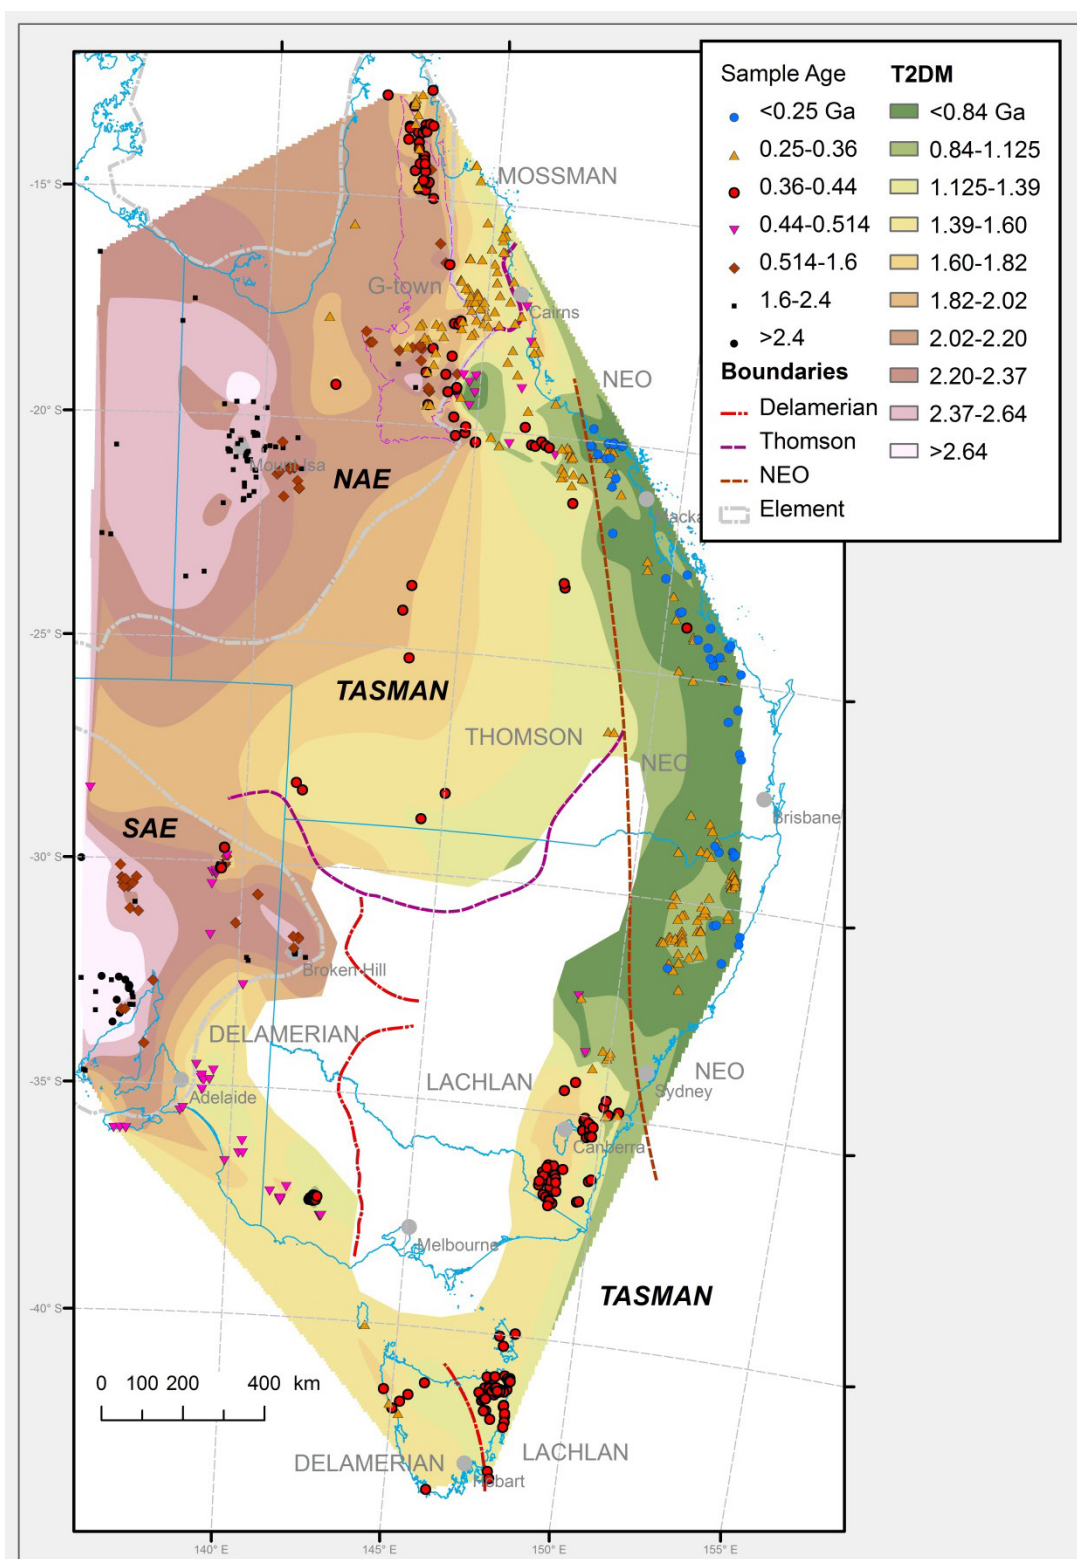 Sample Age
T2DM
<0.25 Ga
<0.84 Ga
0.25-0.36
0.84-1.125
0.36-0.44
1.125-1.39
0.44-0.514
1.39-1.60
0.514-1.6
1.60-1.82
1.6-2.4
1.82-2.02
>2.4
2.02-2.20
Boundaries
2.20-2.37
Delamerian
2.37-2.64
Thomson
>2.64
NEO
Element
-15° S
MOSSMAN
G-town
Cairns
NEO
-20° S
Mount Isa
NAE
-25° S
TASMAN
THOMSON
NEO
SAE
Brisbane
-30° S
Broken Hill
DELAMERIAN
LACHLAN
NEO
-35° S
Adelaide
Sydney
Canberra
Melbourne
TASMAN
-40° S
0 100 200 400 km
DELAMERIAN
LACHLAN
Hobart
140° E
145° E
150° E
155° E